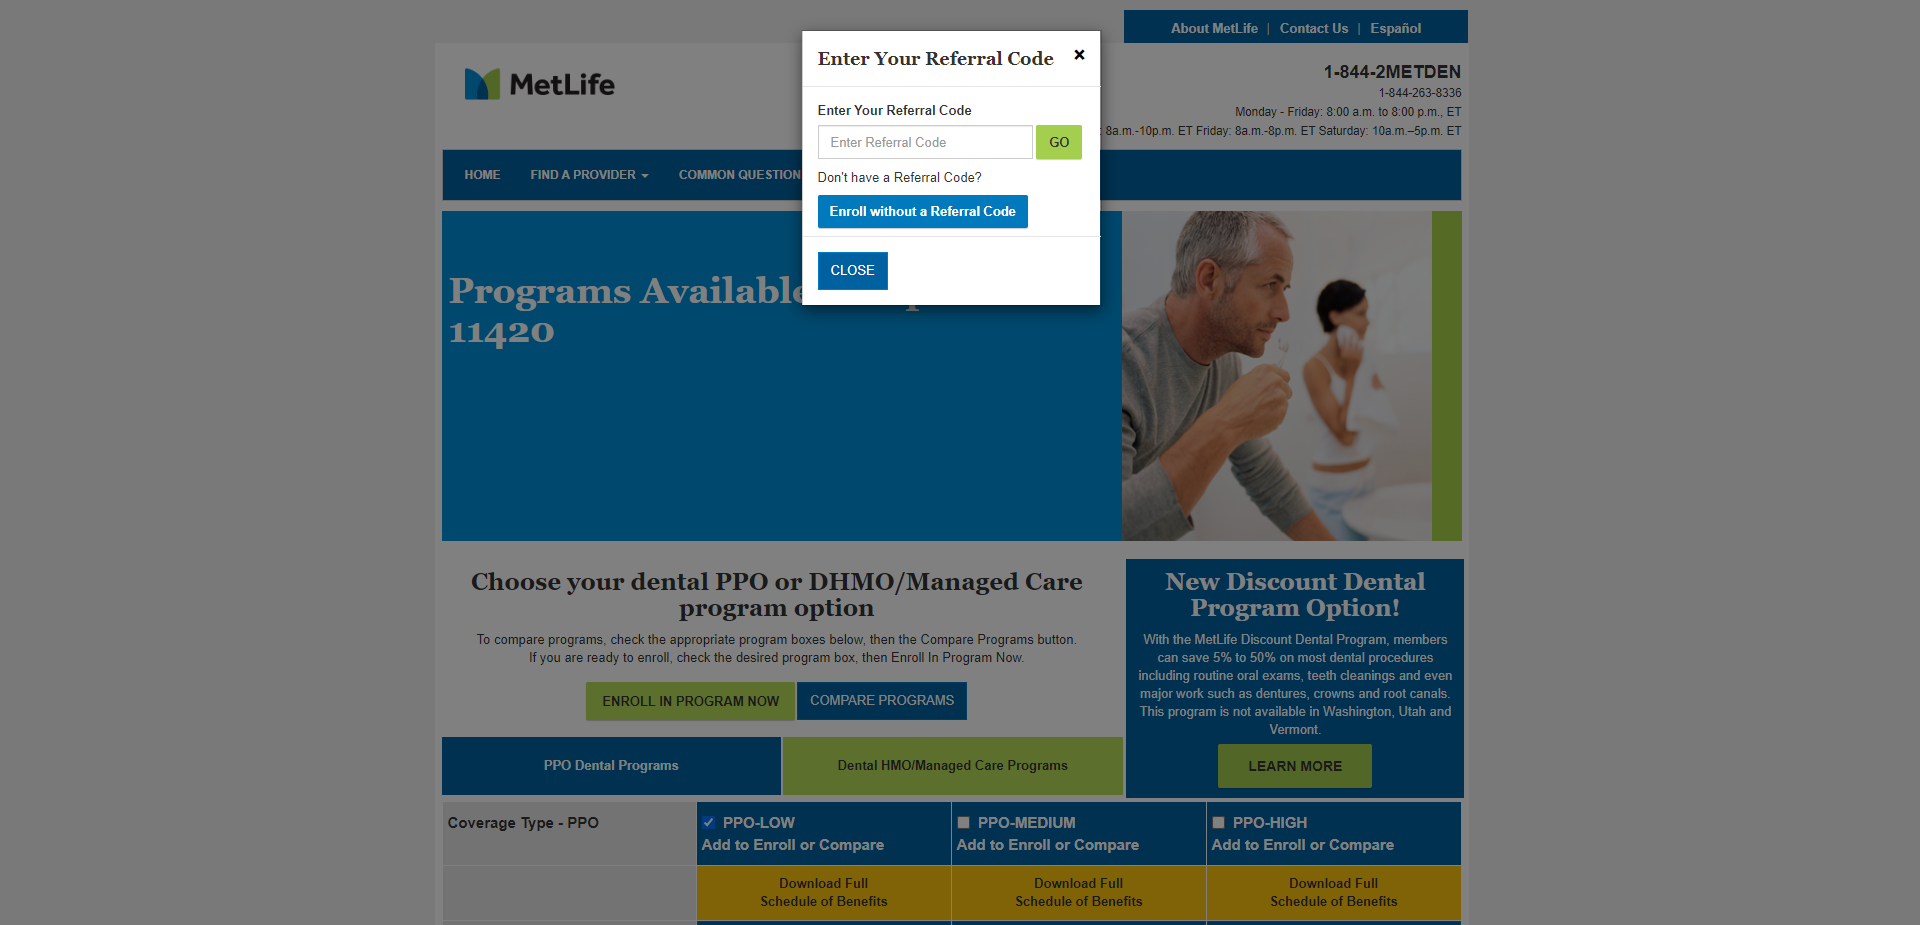 About MetLife | Contact Us | Español
MetLife
1-844-2METDEN
1-844-263-8336
Monday - Friday: 8:00 a.m. to 8:00 p.m., ET
8a.m.-10p.m. ET Friday: 8a.m.-8p.m. ET Saturday: 10a.m.–5p.m. ET
HOME FIND A PROVIDER COMMON QUESTION
Enter Your Referral Code ×
Enter Your Referral Code
Enter Referral Code GO
Don't have a Referral Code?
Enroll without a Referral Code
CLOSE
Programs Available
11420
Choose your dental PPO or DHMO/Managed Care
program option
To compare programs, check the appropriate program boxes below, then the Compare Programs button.
If you are ready to enroll, check the desired program box, then Enroll In Program Now.
ENROLL IN PROGRAM NOW COMPARE PROGRAMS
New Discount Dental
Program Option!
With the MetLife Discount Dental Program, members
can save 5% to 50% on most dental procedures
including routine oral exams, teeth cleanings and even
major work such as dentures, crowns and root canals.
This program is not available in Washington, Utah and
Vermont.
LEARN MORE
PPO Dental Programs Dental HMO/Managed Care Programs
Coverage Type - PPO
PPO-LOW
Add to Enroll or Compare
PPO-MEDIUM
Add to Enroll or Compare
PPO-HIGH
Add to Enroll or Compare
Download Full
Schedule of Benefits
Download Full
Schedule of Benefits
Download Full
Schedule of Benefits